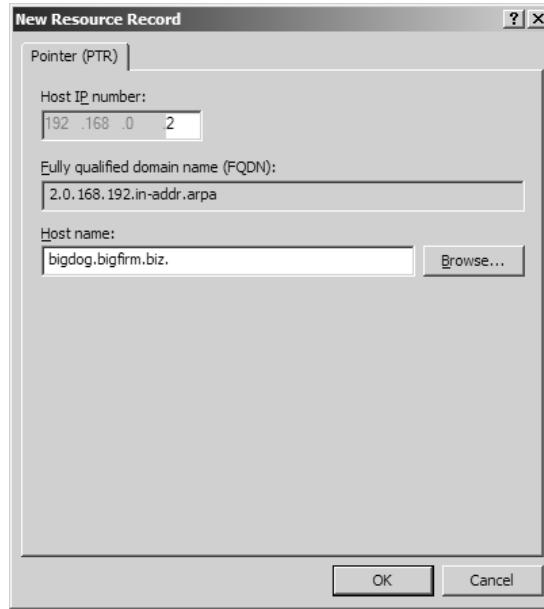 New Resource Record
Pointer (PTR)
Host IP number:
192 .168 .0 .2
Fully qualified domain name (FQDN):
2.0.168.192.in-addr.arpa
Host name:
bigdog.bigfirm.biz.
Browse...
OK
Cancel